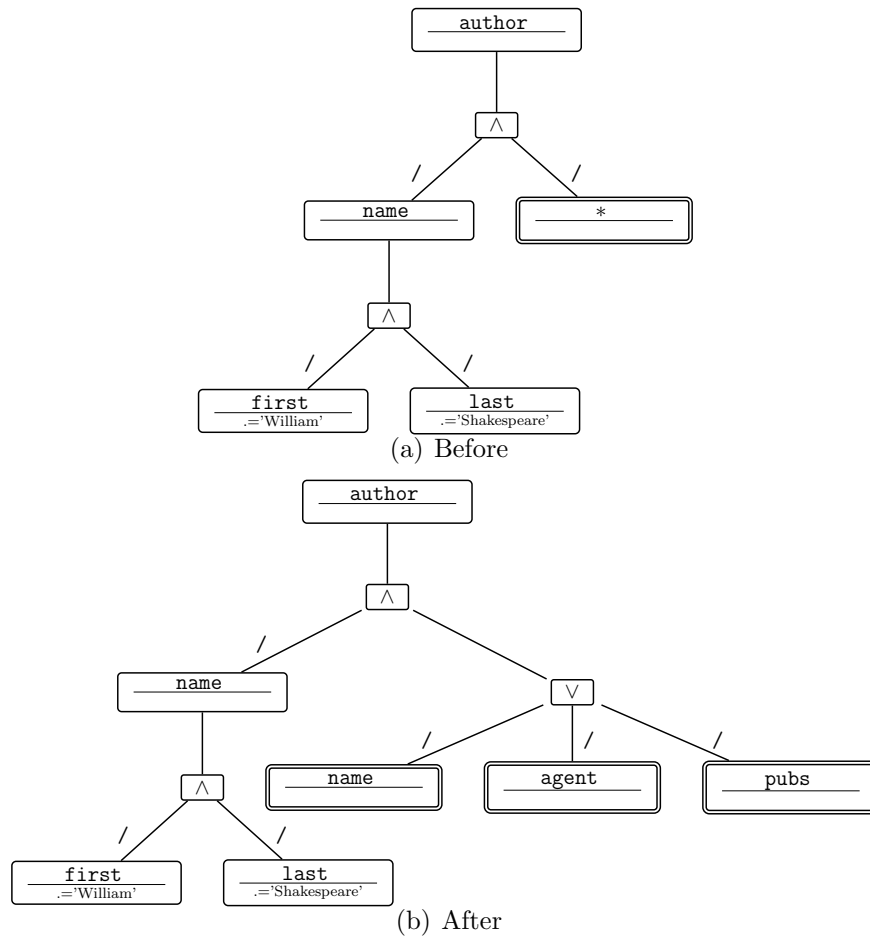 author
∧
/ /
name *
∧
/ /
first last
.='William' .='Shakespeare'
(a) Before
author
∧
/
name ∨
/ / /
name agent pubs
∧
/ /
first last
.='William' .='Shakespeare'
(b) After